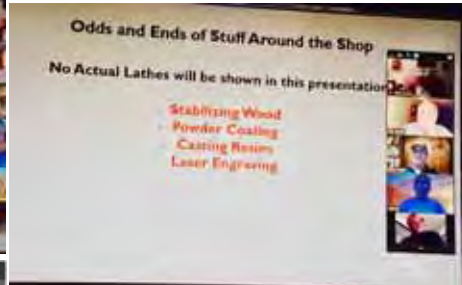 Odds and Ends of Stuff Around the Shop
No Actual Lathes will be shown in this presentation
Stabilizing Wood
Powder Coating
Casting Resins
Laser Engraving